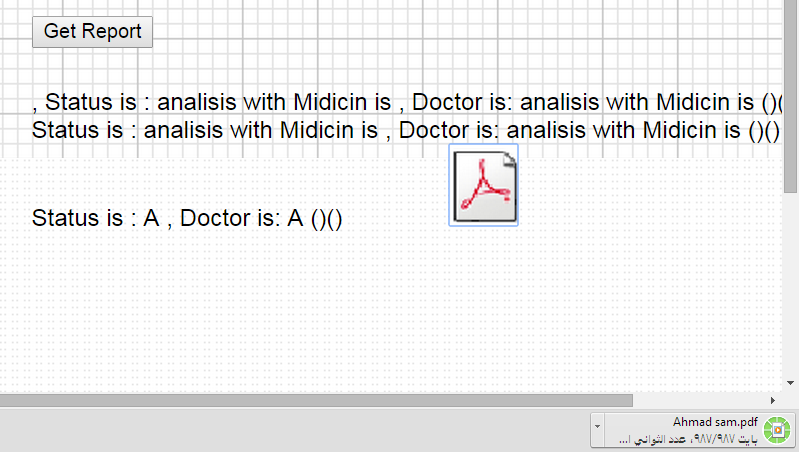 Get Report
, Status is : analisis with Midicin is , Doctor is: analisis with Midicin is ()(
Status is : analisis with Midicin is , Doctor is: analisis with Midicin is ()()
Status is : A , Doctor is: A ()()
Ahmad sam.pdf
٩٨٧/٩٨٧ بايت، عدد الثواني ا...